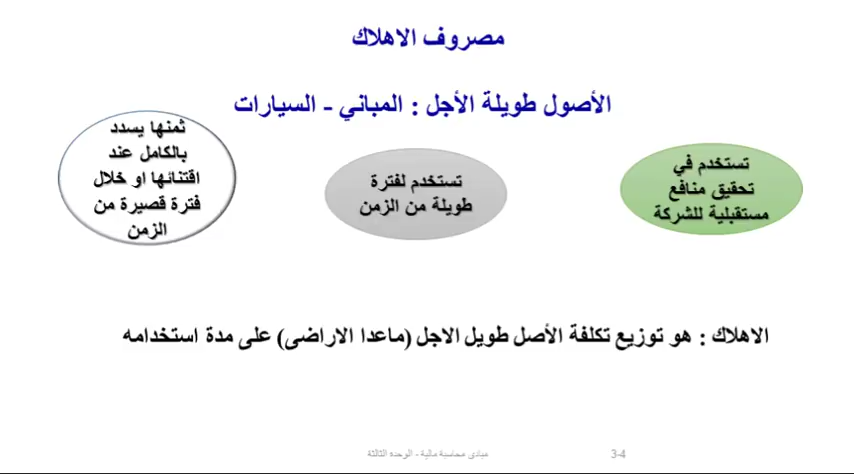 مصروف الاهلاك
الأصول طويلة الأجل : المباني - السيارات
تستخدم في
تحقيق منافع
مستقبلية للشركة
تستخدم لفترة
طويلة من الزمن
ثمنها يسدد
بالكامل عند
اقتنائها او خلال
فترة قصيرة من
الزمن
الاهلاك : هو توزيع تكلفة الأصل طويل الاجل (ماعدا الاراضى) على مدة استخدامه
3-4
مبادى محاسبة مالية - الوحده الثالثة